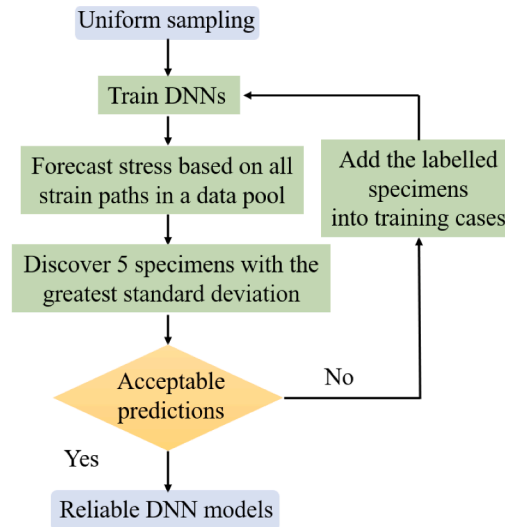 Uniform sampling
Train DNNs
Forecast stress based on all
strain paths in a data pool
Add the labelled
specimens
into training cases
Discover 5 specimens with the
greatest standard deviation
Acceptable
predictions
No
Yes
Reliable DNN models